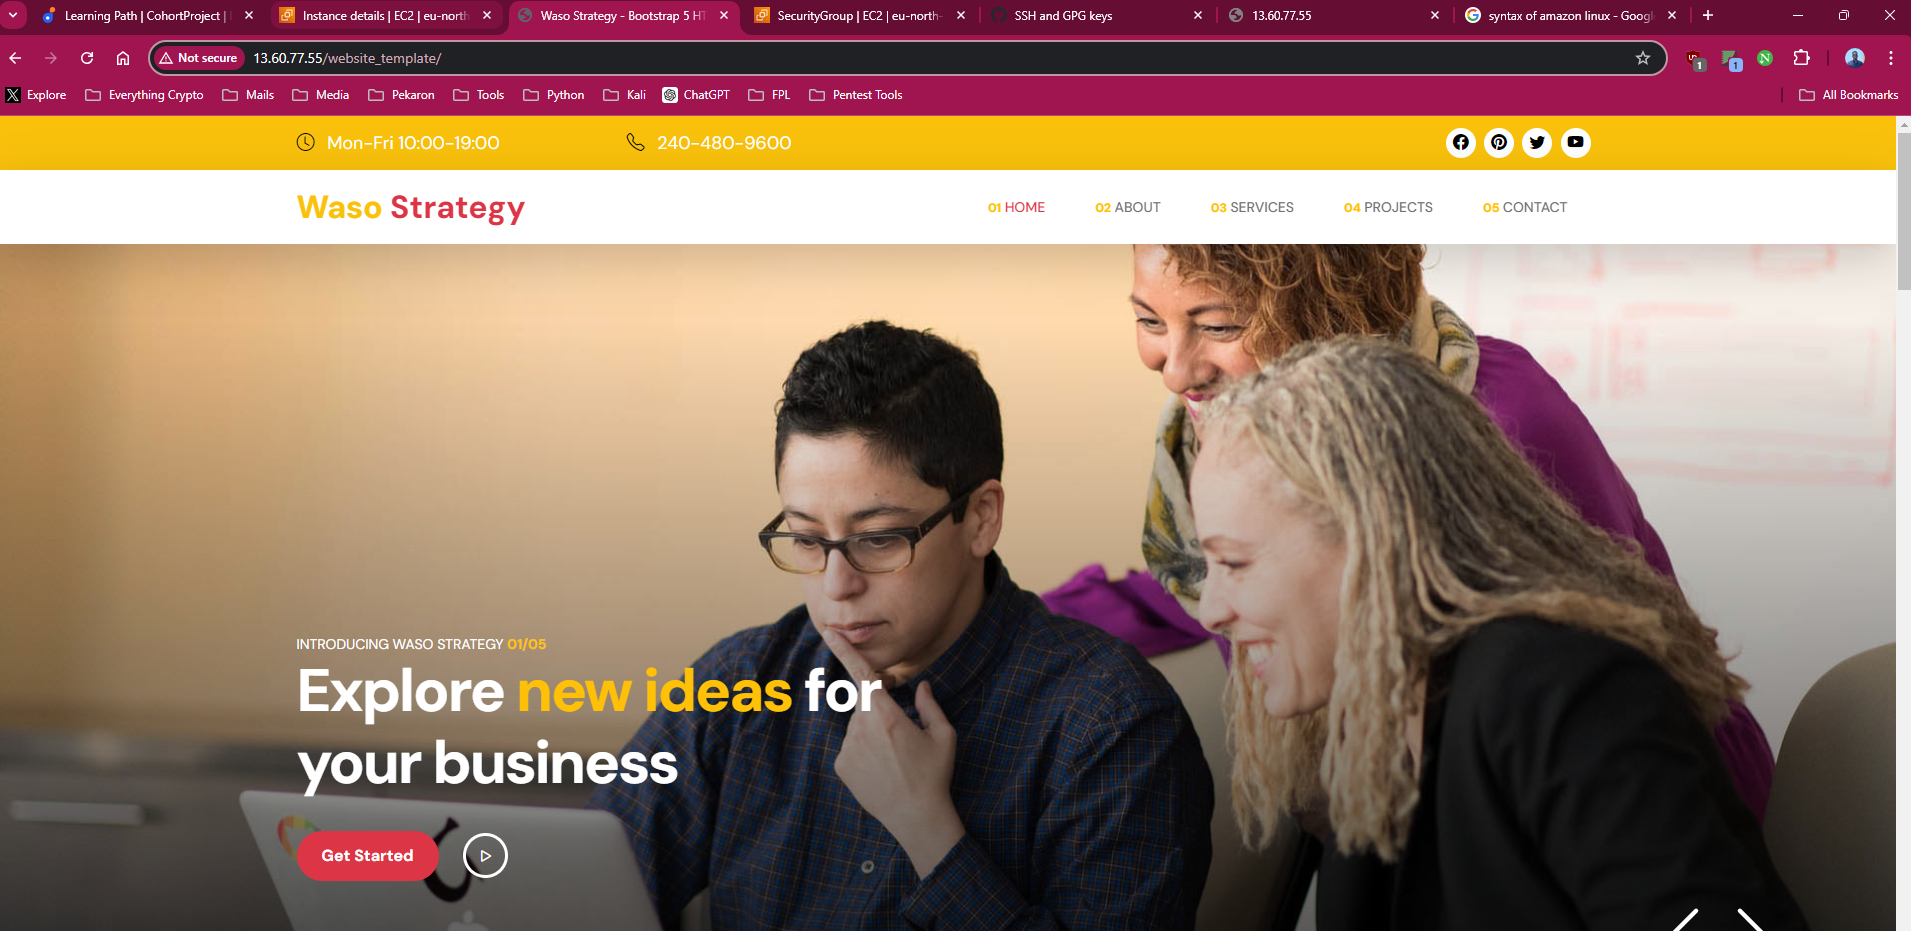 Learning Path | CohortProject |
Instance details | EC2 | eu-north
Waso Strategy - Bootstrap 5 HT
SecurityGroup | EC2 | eu-north-
SSH and GPG keys
13.60.77.55
syntax of amazon linux - Googl
Not secure
13.60.77.55/website_template/
1
1
N
Explore
Everything Crypto
Mails
Media
Pekaron
Tools
Python
Kali
ChatGPT
FPL
Pentest Tools
All Bookmarks
Mon-Fri 10:00-19:00
240-480-9600
Waso Strategy
01 HOME
02 ABOUT
03 SERVICES
04 PROJECTS
05 CONTACT
INTRODUCING WASO STRATEGY 01/05
Explore new ideas for
your business
Get Started